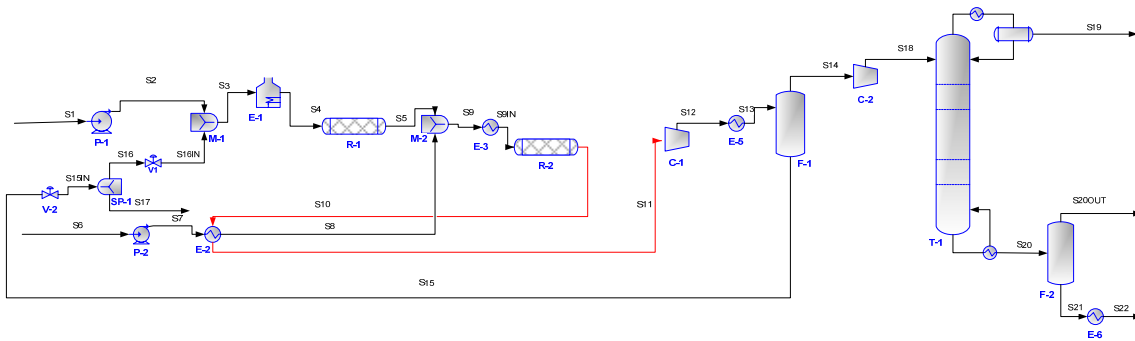 S19
S18
S14
C-2
S2
S3
S12
S13
E-1
S1
S4
S5
S9
S9IN
P-1
M-1
M-2
E-3
E-5
F-1
R-1
C-1
S16
S16IN
V1
R-2
S15IN
SP-1
V-2
S17
S10
S11
S20OUT
S6
S7
S8
P-2
E-2
T-1
S20
S15
F-2
S21
S22
E-6